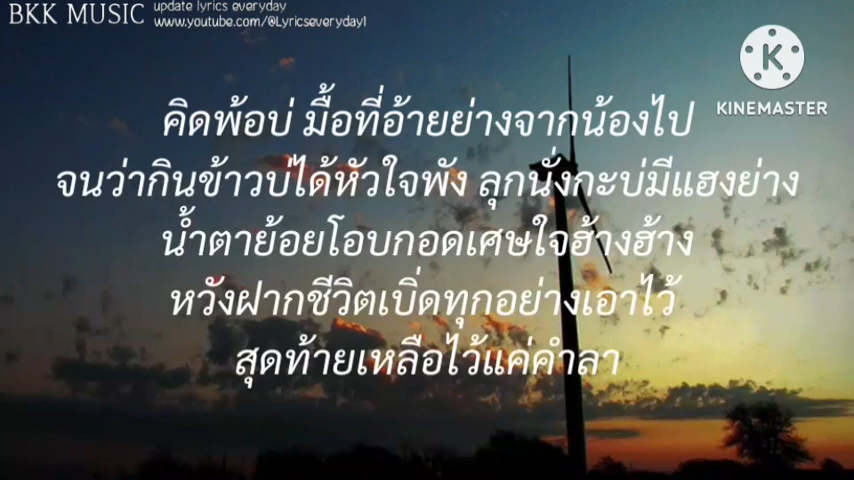 BKK MUSIC
update lyrics everyday
www.youtube.com/@Lyricseveryday1
KINEMASTER
คิดพ้อบ่ มื้อที่อ้ายย่างจากน้องไป
จนว่ากินข้าวบ่ได้หัวใจพัง ลุกนั่งกะบ่มีแฮงย่าง
น้ำตาย้อยโอบกอดเศษใจฮ้างฮ้าง
หวังฝากชีวิตเบิ่ดทุกอย่างเอาไว้
สุดท้ายเหลือไว้แค่คำลา